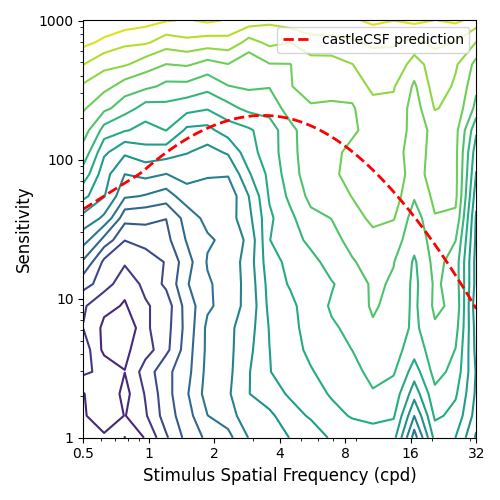 1000
castleCSF prediction
100
Sensitivity
10
1
0.5 1 2 4 8 16 32
Stimulus Spatial Frequency (cpd)